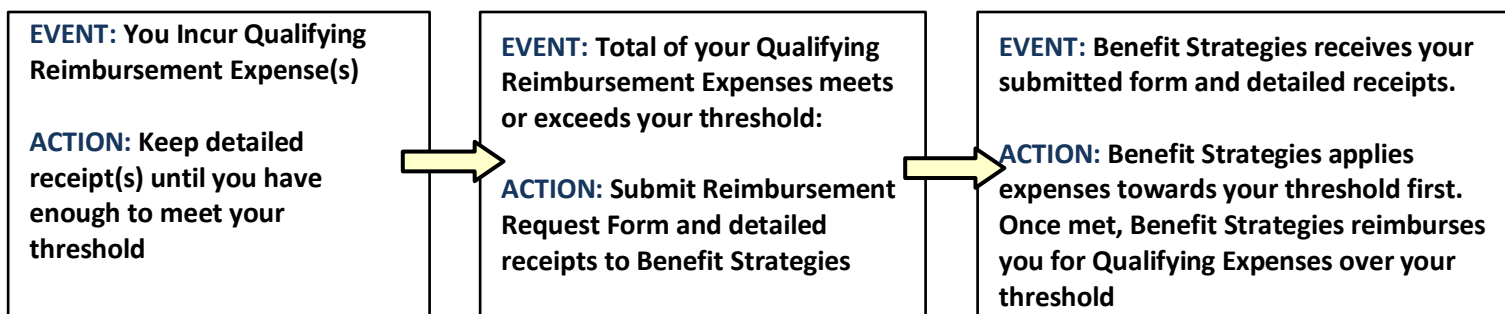 EVENT: You Incur Qualifying
Reimbursement Expense(s)
ACTION: Keep detailed
receipt(s) until you have
enough to meet your
threshold
EVENT: Total of your Qualifying
Reimbursement Expenses meets
or exceeds your threshold:
ACTION: Submit Reimbursement
Request Form and detailed
receipts to Benefit Strategies
EVENT: Benefit Strategies receives your
submitted form and detailed receipts.
ACTION: Benefit Strategies applies
expenses towards your threshold first.
Once met, Benefit Strategies reimburses
you for Qualifying Expenses over your
threshold